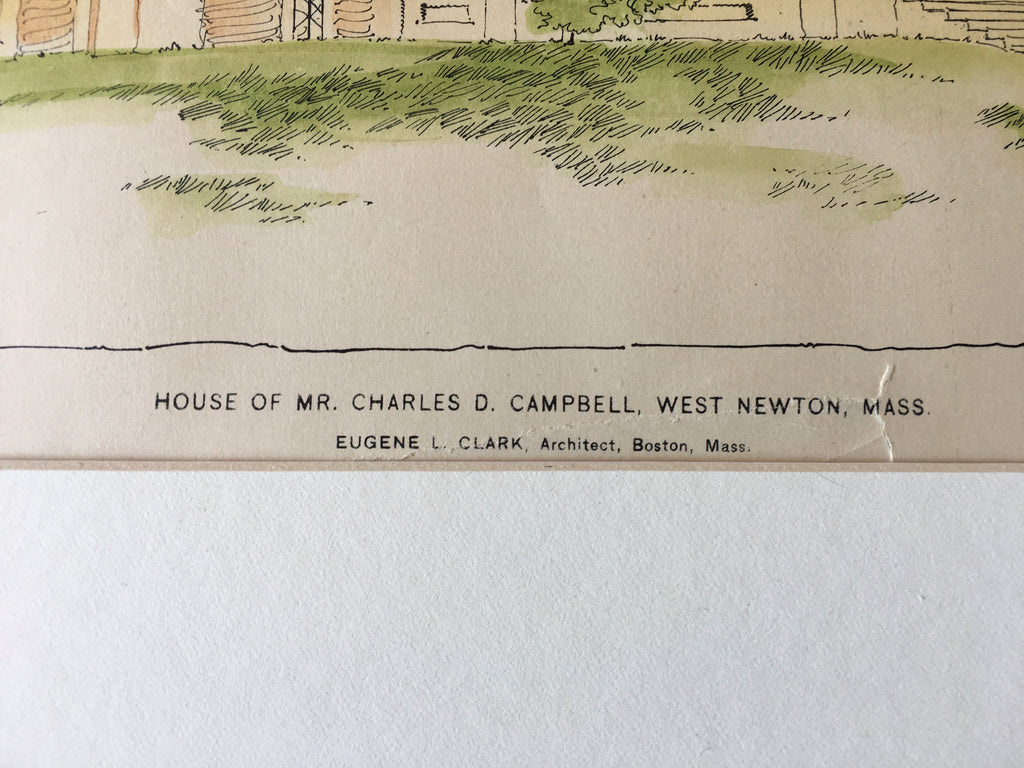 HOUSE OF MR. CHARLES D. CAMPBELL, WEST NEWTON, MASS.
EUGENE L. CLARK, Architect, Boston, Mass.